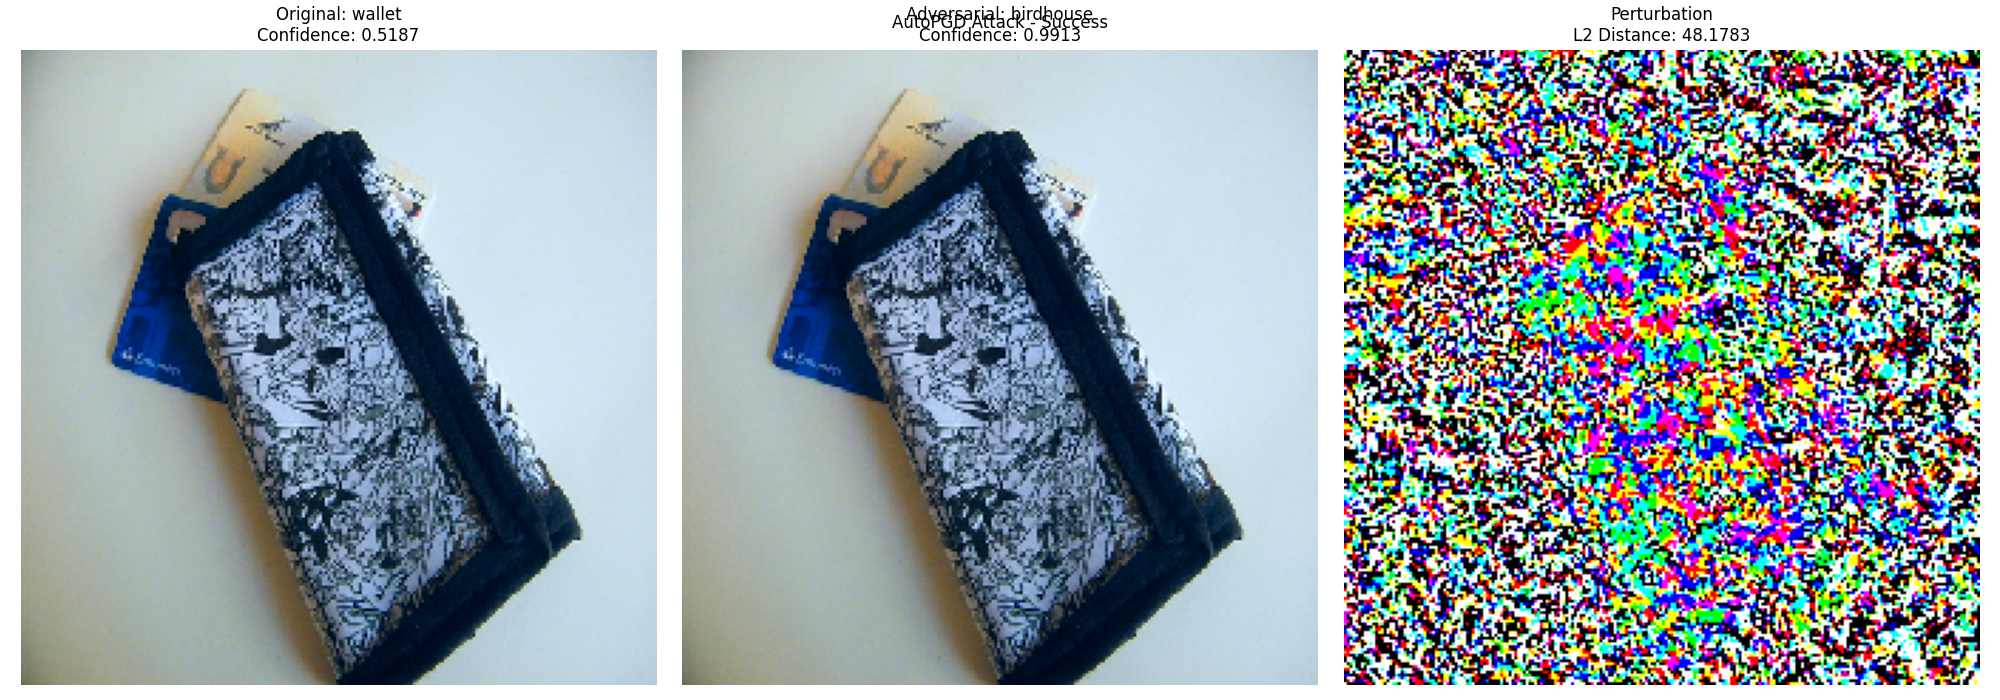 Original: wallet
Confidence: 0.5187
AutoPGD Attack - Success
Adversarial: birdhouse
Confidence: 0.9913
Perturbation
L2 Distance: 48.1783